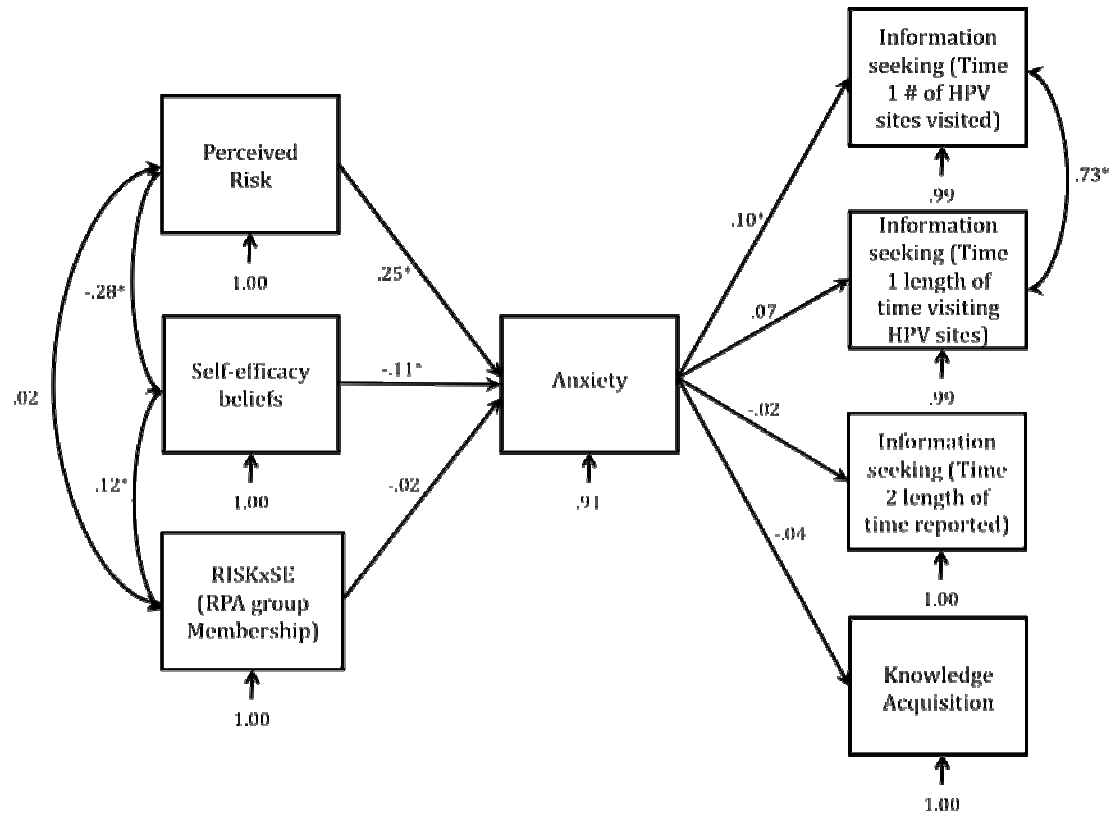 Perceived
Risk
1.00
-.28*
Self-efficacy
beliefs
1.00
.02
.12*
RISKxSE
(RPA group
Membership)
1.00
.25*
-.11*
-.02
Anxiety
.91
.10*
.07
-.02
-.04
Information
seeking (Time
1 # of HPV
sites visited)
.99
.73*
Information
seeking (Time
1 length of
time visiting
HPV sites)
.99
Information
seeking (Time
2 length of
time reported)
1.00
Knowledge
Acquisition
1.00